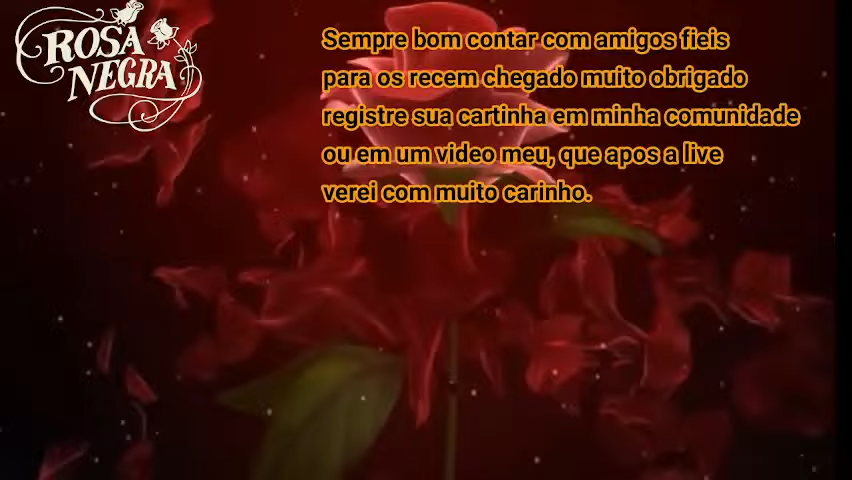 ROSA
NEGRA
Sempre bom contar com amigos fieis
para os recem chegado muito obrigado
registre sua cartinha em minha comunidade
ou em um video meu, que apos a live
verei com muito carinho.